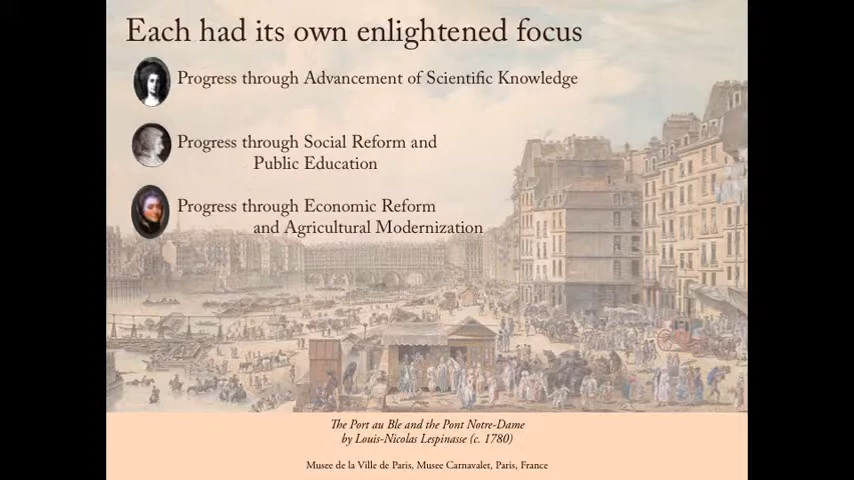 Each had its own enlightened focus
Progress through Advancement of Scientific Knowledge
Progress through Social Reform and
Public Education
Progress through Economic Reform
and Agricultural Modernization
The Port au Ble and the Pont Notre-Dame
by Louis-Nicolas Lespinasse (c. 1780)
Musee de la Ville de Paris, Musee Carnavalet, Paris, France